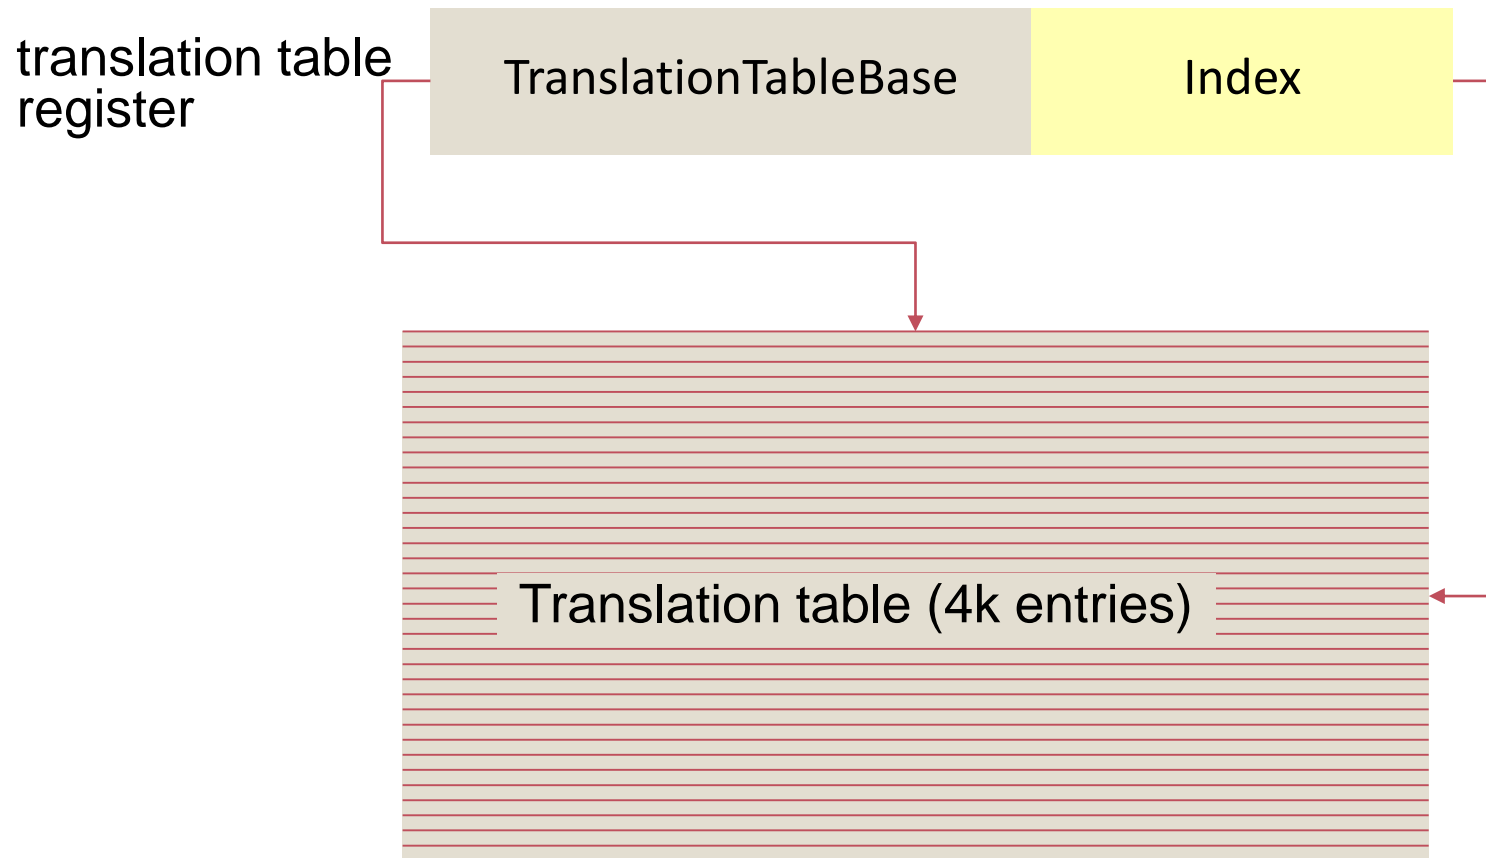 translation table
register
TranslationTableBase
Index
Translation table (4k entries)